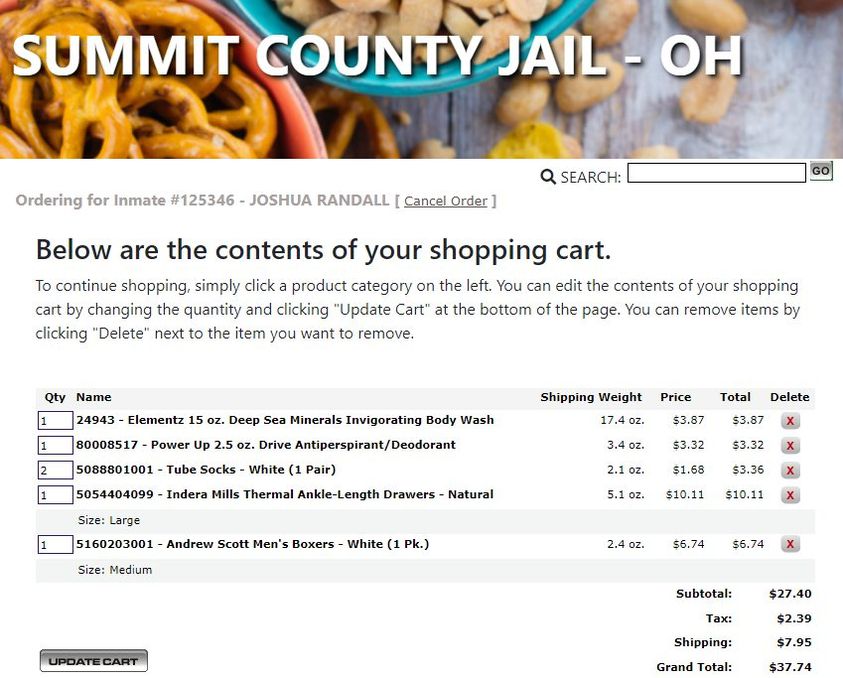 SUMMIT COUNTY JAIL - OH
SEARCH: GO
Ordering for Inmate #125346 - JOSHUA RANDALL [ Cancel Order ]
Below are the contents of your shopping cart.
To continue shopping, simply click a product category on the left. You can edit the contents of your shopping
cart by changing the quantity and clicking "Update Cart" at the bottom of the page. You can remove items by
clicking "Delete" next to the item you want to remove.
Qty Name Shipping Weight Price Total Delete
1 24943 - Elementz 15 oz. Deep Sea Minerals Invigorating Body Wash 17.4 oz. $3.87 $3.87 X
1 80008517 - Power Up 2.5 oz. Drive Antiperspirant/Deodorant 3.4 oz. $3.32 $3.32 X
2 5088801001 - Tube Socks - White (1 Pair) 2.1 oz. $1.68 $3.36 X
1 5054404099 - Indera Mills Thermal Ankle-Length Drawers - Natural 5.1 oz. $10.11 $10.11 X
Size: Large
1 5160203001 - Andrew Scott Men's Boxers - White (1 Pk.) 2.4 oz. $6.74 $6.74 X
Size: Medium
Subtotal: $27.40
Tax: $2.39
Shipping: $7.95
UPDATE CART
Grand Total: $37.74